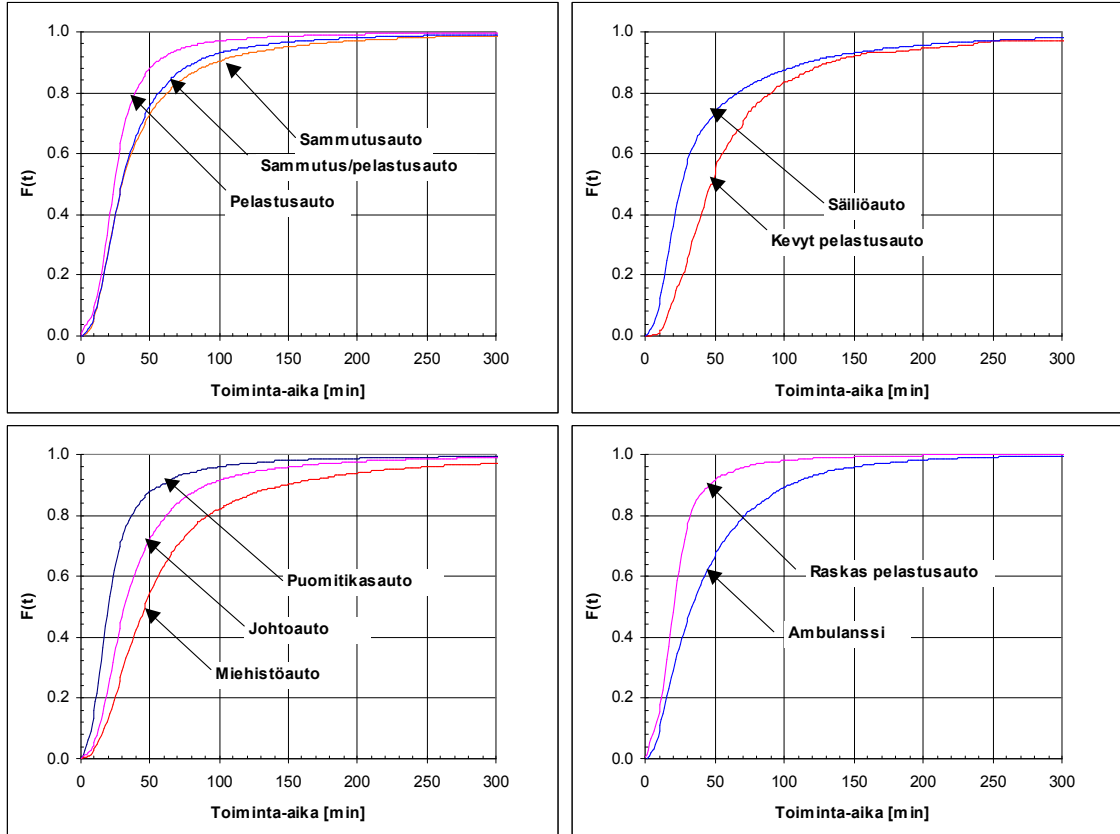 1.0
0.8
0.6
0.4
0.2
0.0
F(t)
Sammutusauto
Sammutus/pelastusauto
Pelastusauto
0 50 100 150 200 250 300
Toiminta-aika [min]
1.0
0.8
0.6
0.4
0.2
0.0
F(t)
Säiliöauto
Kevyt pelastusauto
0 50 100 150 200 250 300
Toiminta-aika [min]
1.0
0.8
0.6
0.4
0.2
0.0
F(t)
Puomitikasauto
Johtoauto
Miehistöauto
0 50 100 150 200 250 300
Toiminta-aika [min]
1.0
0.8
0.6
0.4
0.2
0.0
F(t)
Raskas pelastusauto
Ambulanssi
0 50 100 150 200 250 300
Toiminta-aika [min]